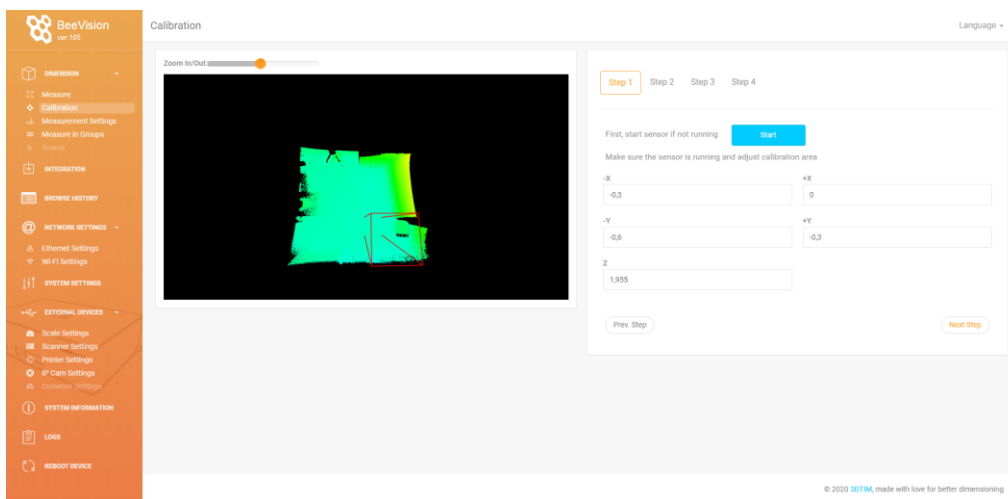 BeeVision
ver 105
DIMENSION
Measure
Calibration
Measurement Settings
Measure in Groups
Source
INTEGRATION
BROWSE HISTORY
NETWORK SETTINGS
Ethernet Settings
Wi-Fi Settings
SYSTEM SETTINGS
EXTERNAL DEVICES
Scale Settings
Scanner Settings
Printer Settings
IP Cam Settings
Conveyor Settings
SYSTEM INFORMATION
LOGS
REBOOT DEVICE
Calibration
Language
Zoom In/Out:
Step 1 Step 2 Step 3 Step 4
First, start sensor if not running Start
Make sure the sensor is running and adjust calibration area
-X +X
-0,3 0
-Y +Y
-0,6 -0,3
Z
1,955
Prev. Step Next Step
© 2020 3DTIM, made with love for better dimensioning